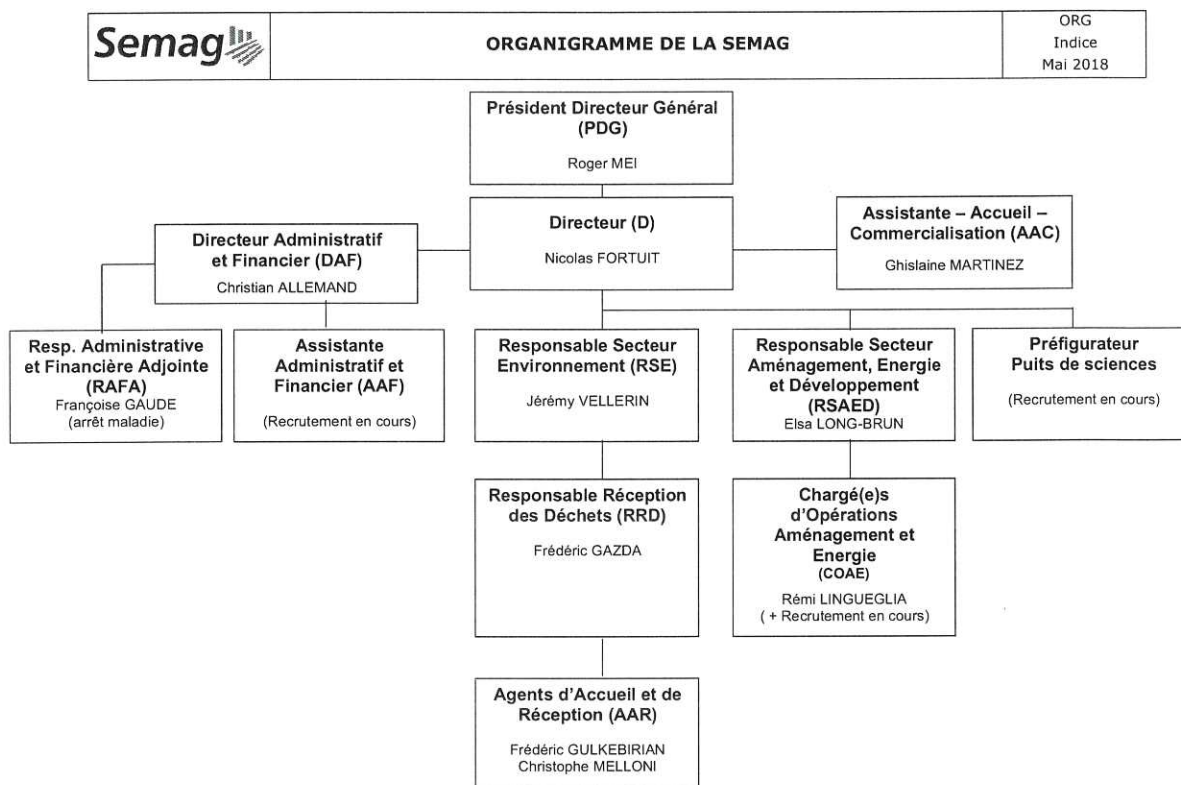 Semag
ORGANIGRAMME DE LA SEMAG
ORG
Indice
Mai 2018
Président Directeur Général
(PDG)
Roger MEI
Directeur (D)
Nicolas FORTUIT
Assistante – Accueil –
Commercialisation (AAC)
Ghislaine MARTINEZ
Directeur Administratif
et Financier (DAF)
Christian ALLEMAND
Resp. Administrative
et Financière Adjointe
(RAFA)
Françoise GAUDE
(arrêt maladie)
Assistante
Administratif et
Financier (AAF)
(Recrutement en cours)
Responsable Secteur
Environnement (RSE)
Jérémy VELLERIN
Responsable Secteur
Aménagement, Energie
et Développement
(RSAED)
Elsa LONG-BRUN
Préfigurateur
Puits de sciences
(Recrutement en cours)
Responsable Réception
des Déchets (RRD)
Frédéric GAZDA
Chargé(e)s
d'Opérations
Aménagement et
Energie
(COAE)
Rémi LINGUEGLIA
( + Recrutement en cours)
Agents d'Accueil et de
Réception (AAR)
Frédéric GULKEBIRIAN
Christophe MELLONI